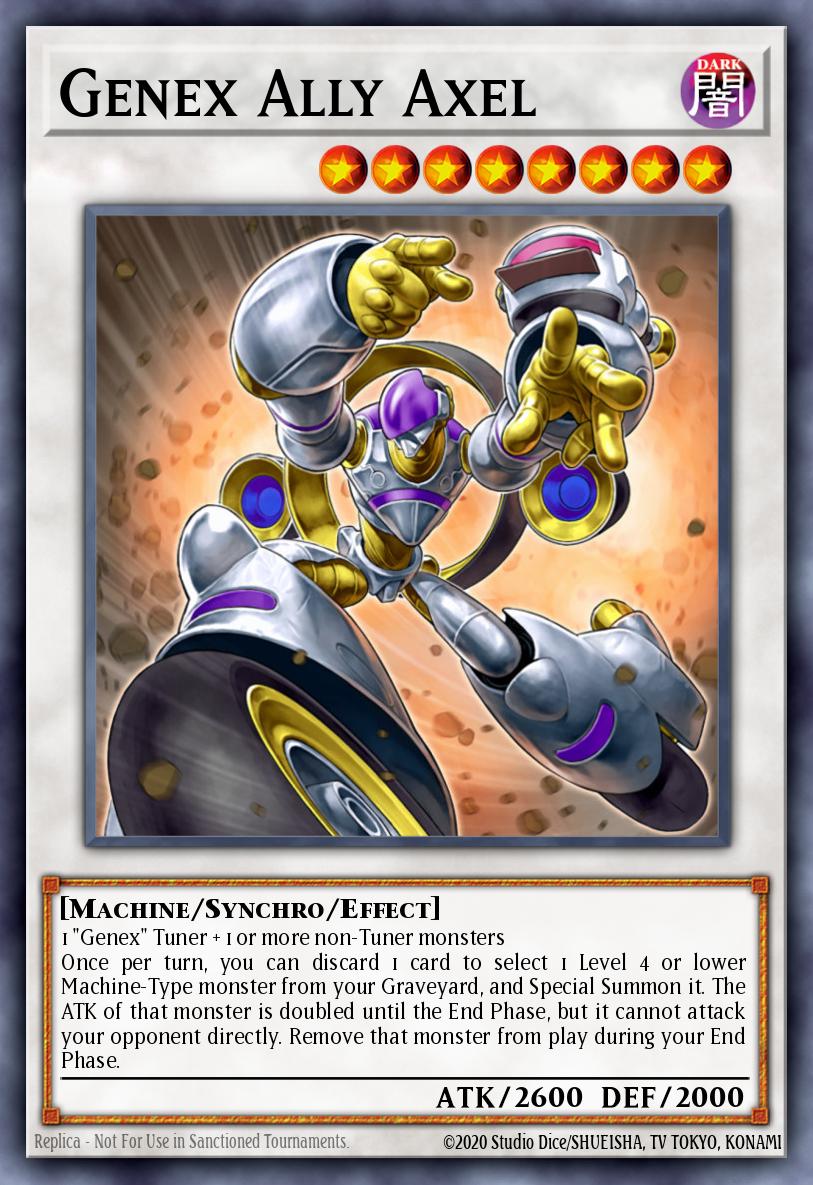 Genex Ally Axel
DARK
闇
[Machine/Synchro/Effect]
1 "Genex" Tuner + 1 or more non-Tuner monsters
Once per turn, you can discard 1 card to select 1 Level 4 or lower
Machine-Type monster from your Graveyard, and Special Summon it. The
ATK of that monster is doubled until the End Phase, but it cannot attack
your opponent directly. Remove that monster from play during your End
Phase.
ATK/2600 DEF/2000
Replica - Not For Use in Sanctioned Tournaments.
©2020 Studio Dice/SHUEISHA, TV TOKYO, KONAMI